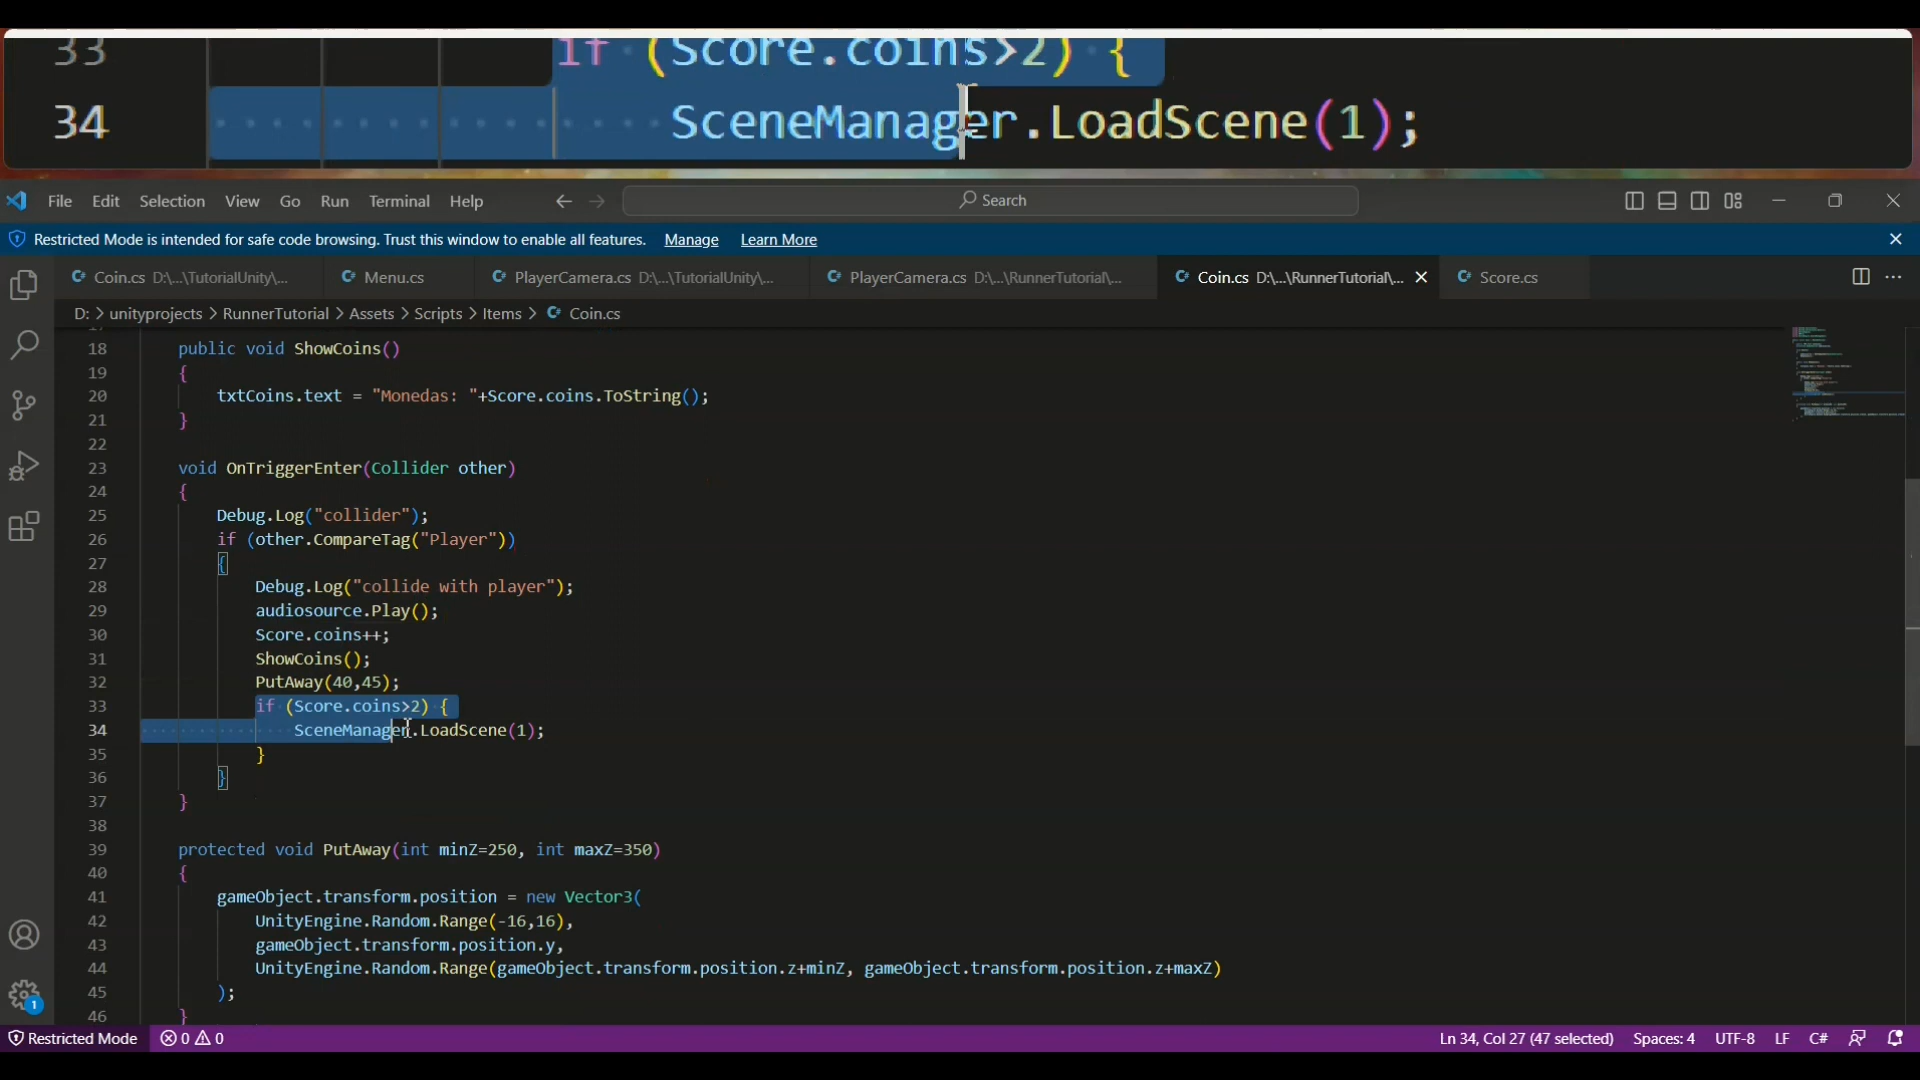 33 if (Score.coins>2) {
34 SceneManager.LoadScene(1);
File Edit Selection View Go Run Terminal Help Search
Restricted Mode is intended for safe code browsing. Trust this window to enable all features. Manage Learn More
Coin.cs D:\...\TutorialUnity\... Menu.cs PlayerCamera.cs D:\...\TutorialUnity\... PlayerCamera.cs D:\...\RunnerTutorial\... Coin.cs D:\...\RunnerTutorial\... Score.cs
D: > unityprojects > RunnerTutorial > Assets > Scripts > Items > Coin.cs
18 public void ShowCoins()
19 {
20 txtCoins.text = "Monedas: "+Score.coins.ToString();
21 }
22
23 void OnTriggerEnter(Collider other)
24 {
25 Debug.Log("collider");
26 if (other.CompareTag("Player"))
27 {
28 Debug.Log("collide with player");
29 audiosource.Play();
30 Score.coins++;
31 ShowCoins();
32 PutAway(40,45);
33 if (Score.coins>2) {
34 SceneManager.LoadScene(1);
35 }
36 }
37 }
38
39 protected void PutAway(int minZ=250, int maxZ=350)
40 {
41 gameObject.transform.position = new Vector3(
42 UnityEngine.Random.Range(-16,16),
43 gameObject.transform.position.y,
44 UnityEngine.Random.Range(gameObject.transform.position.z+minZ, gameObject.transform.position.z+maxZ)
45 );
46 }
1
Restricted Mode 0 0 Ln 34, Col 27 (47 selected) Spaces: 4 UTF-8 LF C#